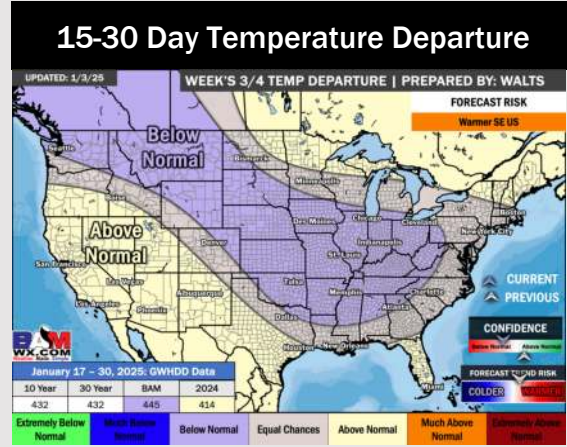 15-30 Day Temperature Departure
UPDATED: 1/3/25
WEEK'S 3/4 TEMP DEPARTURE | PREPARED BY: WALTS
FORECAST RISK
Warmer SE US
Below
Normal
Seattle
Bismarck
Minneapolis
Boise
Boston
Chicago
Cleveland
New York City
Des Moines
Above
Normal
Denver
Indianapolis
San Francisco
St. Louis
Las Vegas
Tulsa
Charlotte
Los Angeles
Albuquerque
Memphis
Phoenix
Atlanta
Dallas
Houston
New Orleans
Miami
CURRENT
PREVIOUS
CONFIDENCE
Below Normal Above Normal
FORECAST TREND RISK
COLDER WARMER
BAM
WX.COM
January 17 – 30, 2025: GWHDD Data
10 Year 30 Year BAM 2024
432 432 445 414
Extremely Below Normal
Much Below Normal
Below Normal
Equal Chances
Above Normal
Much Above Normal
Extremely Above Normal